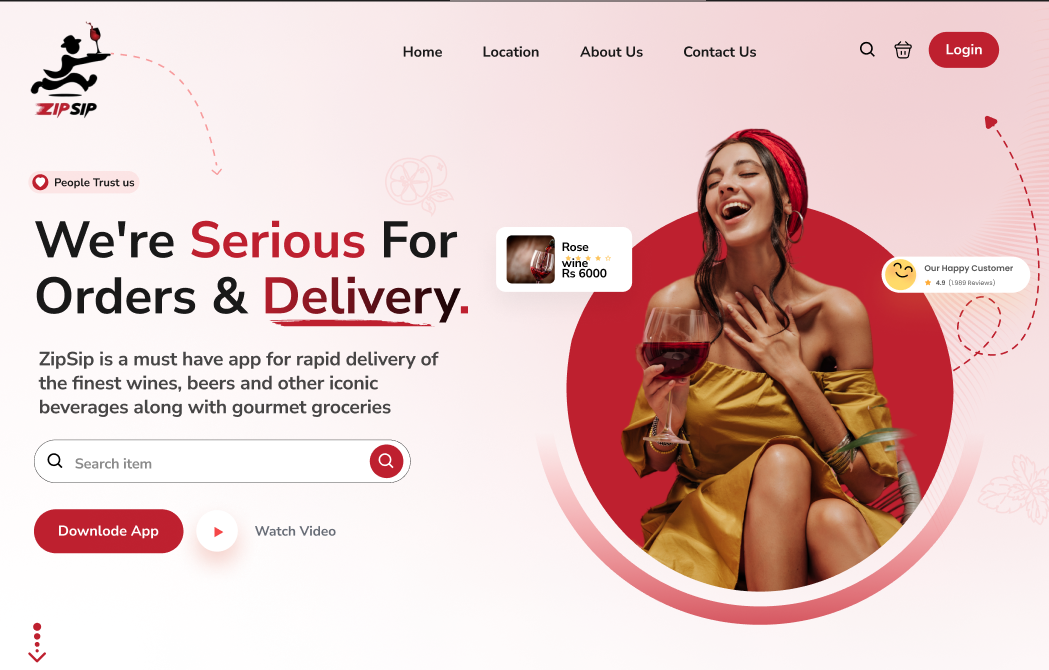 Home Location About Us Contact Us
Login
ZIPSIP
People Trust us
We're Serious For
Orders & Delivery.
Rose
wine
Rs 6000
Our Happy Customer
4.9 (1989 Reviews)
ZipSip is a must have app for rapid delivery of
the finest wines, beers and other iconic
beverages along with gourmet groceries
Search item
Downlode App
Watch Video